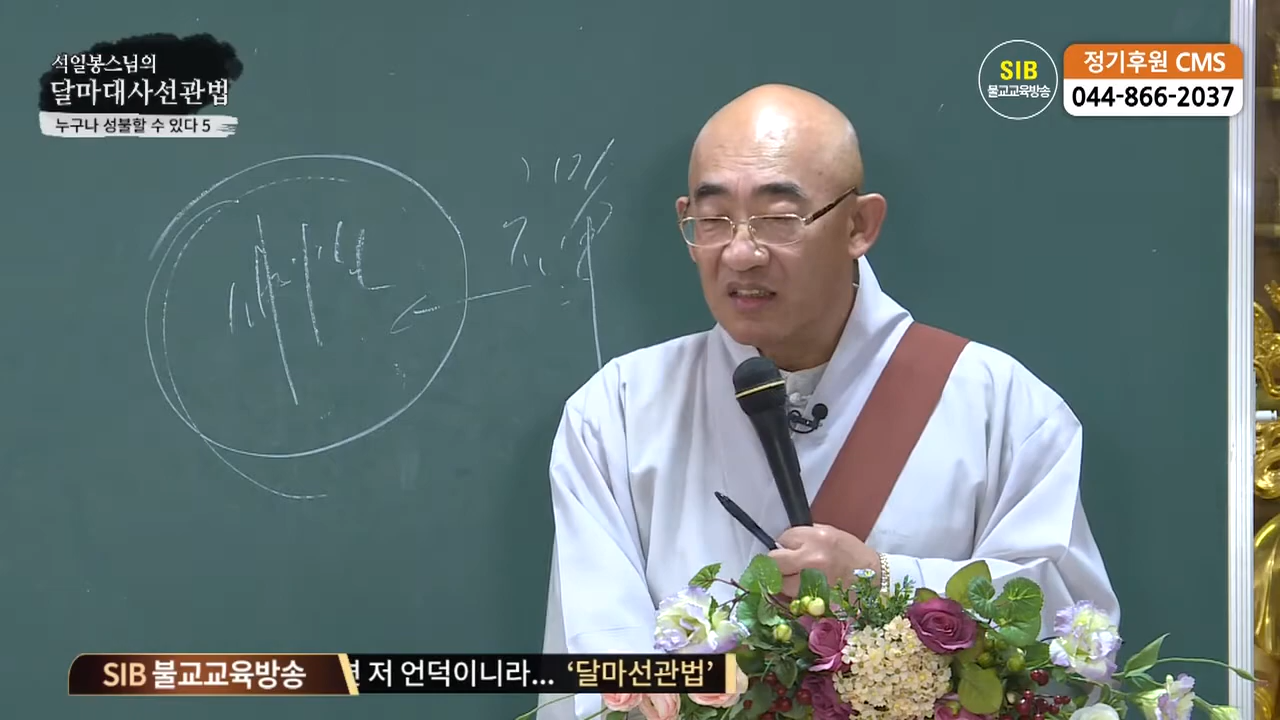 석일봉스님의
달마대사선관법
누구나 성불할 수 있다 5
SIB
불교교육방송
정기후원 CMS
044-866-2037
禪
SIB 불교교육방송
면 저 언덕이니라... ‘달마선관법’